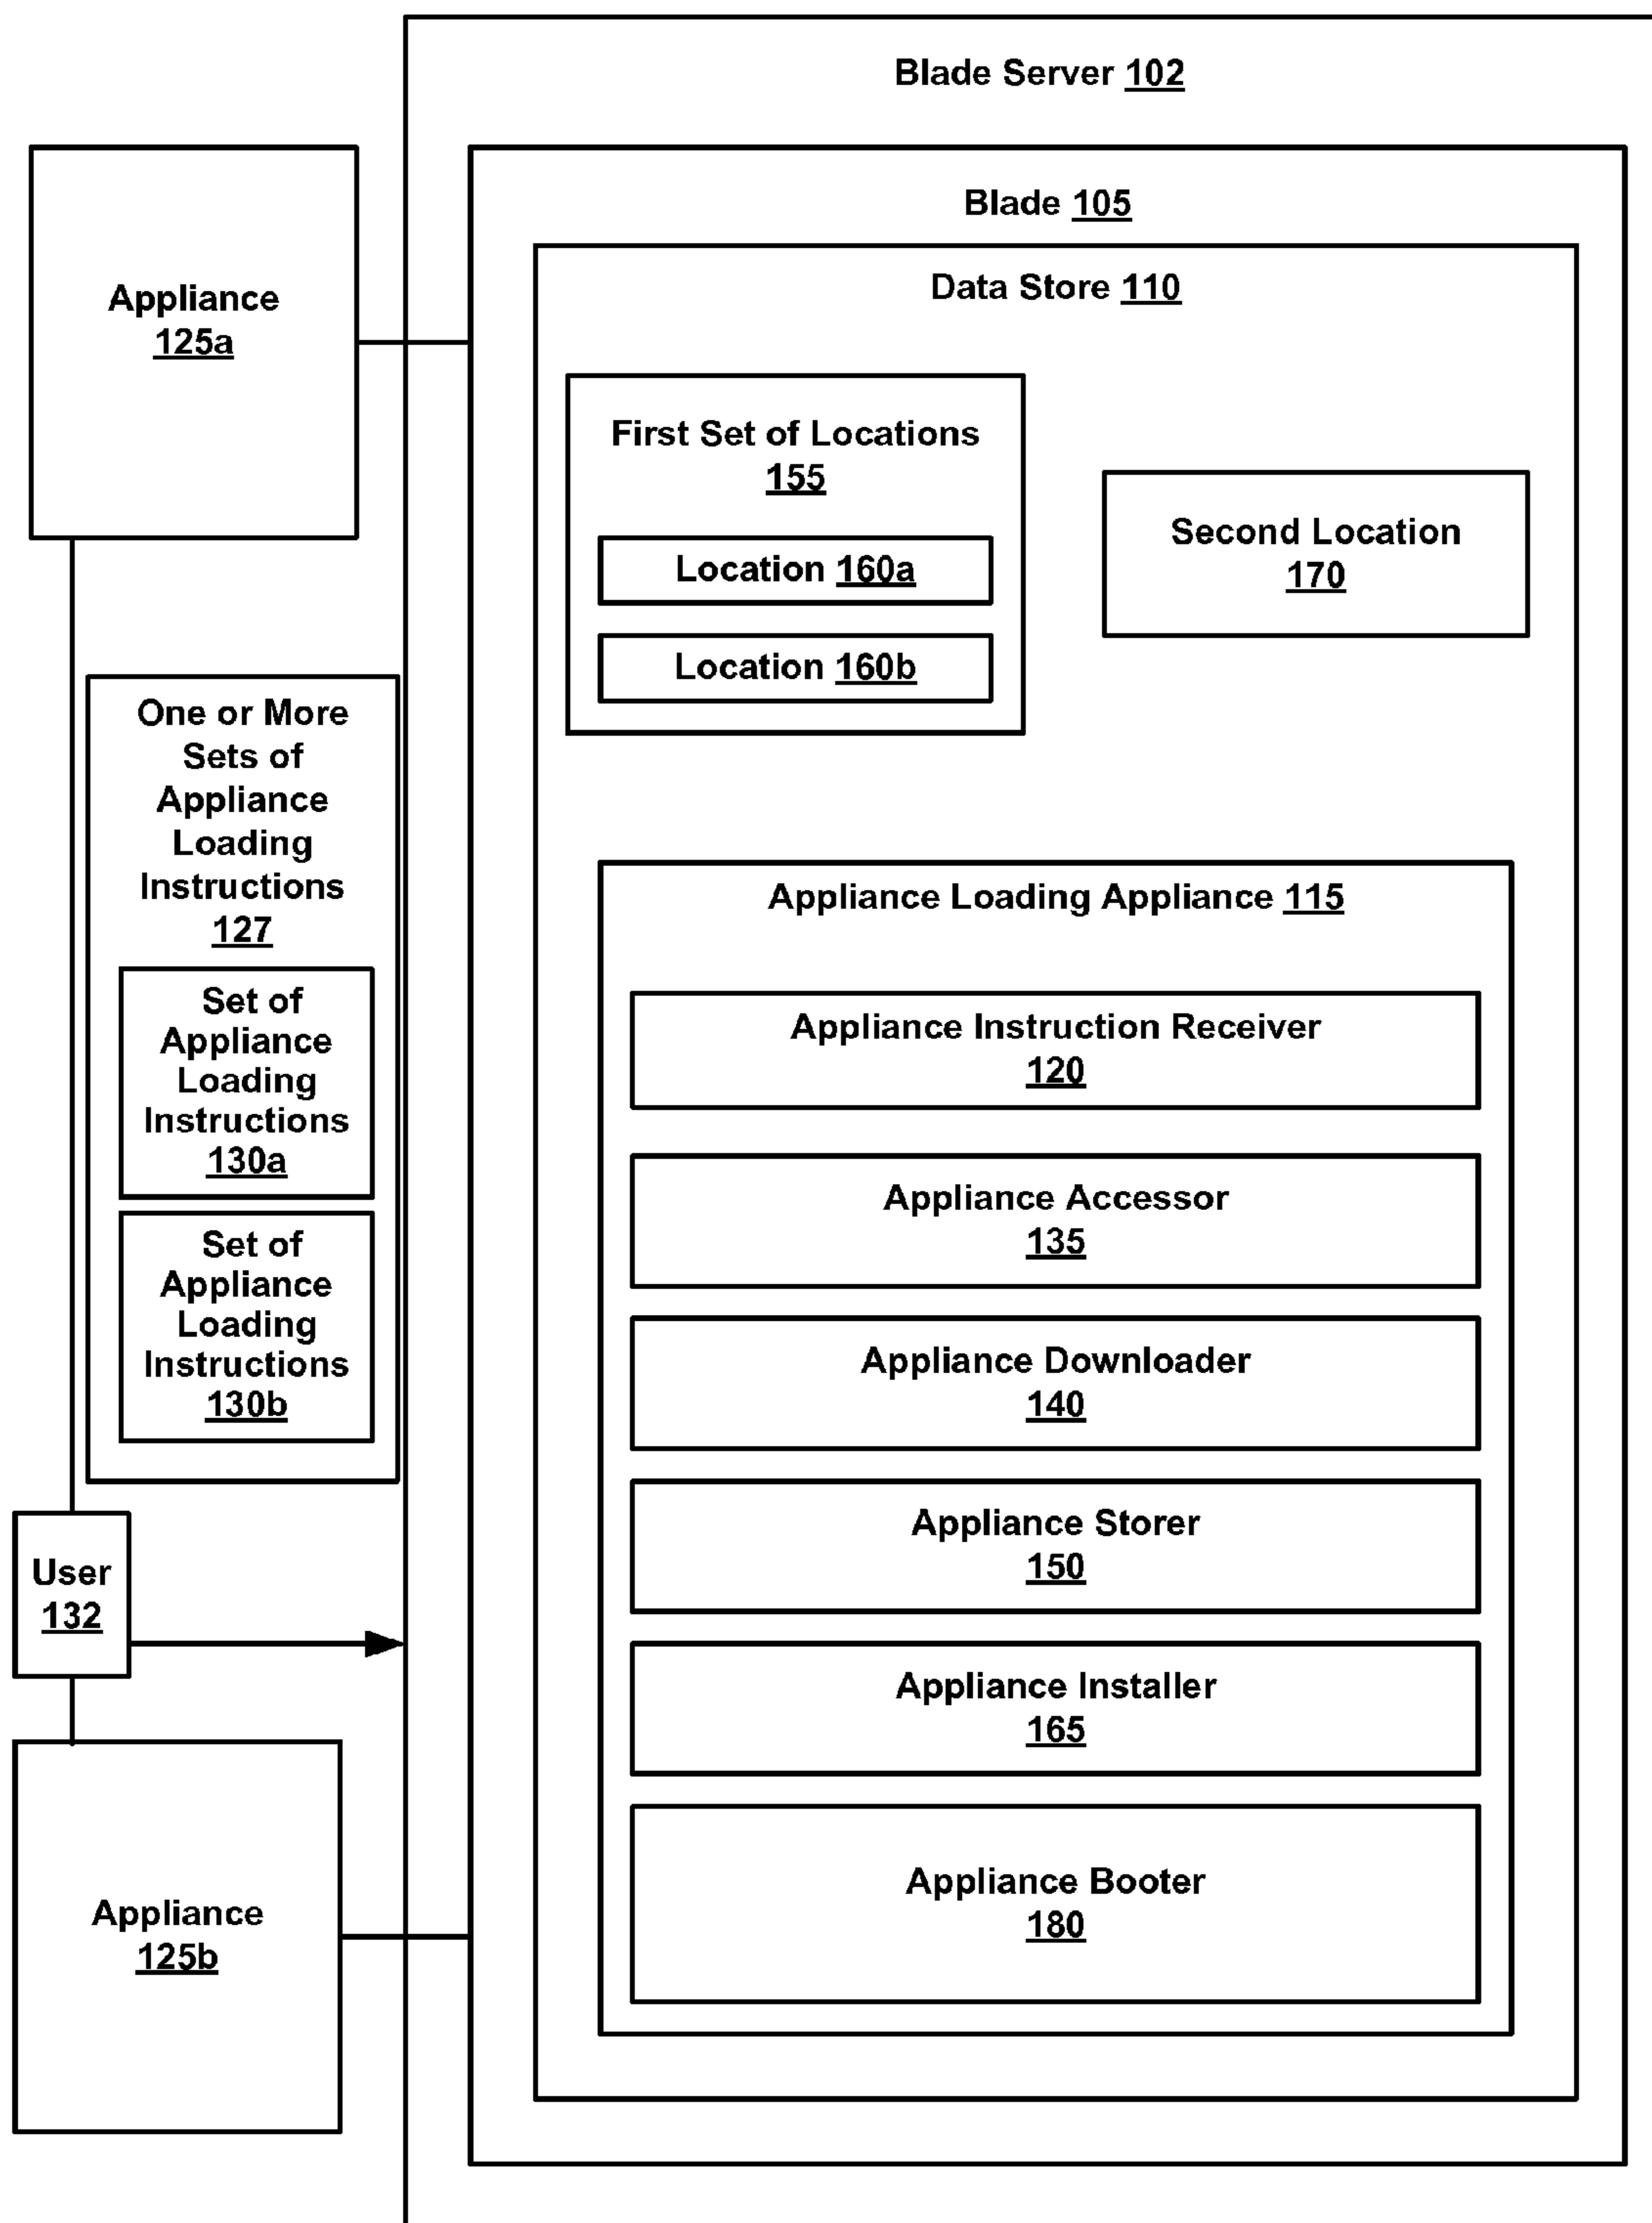 Blade Server 102
Blade 105
Data Store 110
Appliance
125a
First Set of Locations
155
Location 160a
Location 160b
Second Location
170
One or More
Sets of
Appliance
Loading
Instructions
127
Set of
Appliance
Loading
Instructions
130a
Set of
Appliance
Loading
Instructions
130b
Appliance Loading Appliance 115
Appliance Instruction Receiver
120
Appliance Accessor
135
Appliance Downloader
140
Appliance Storer
150
Appliance Installer
165
Appliance Booter
180
User
132
Appliance
125b